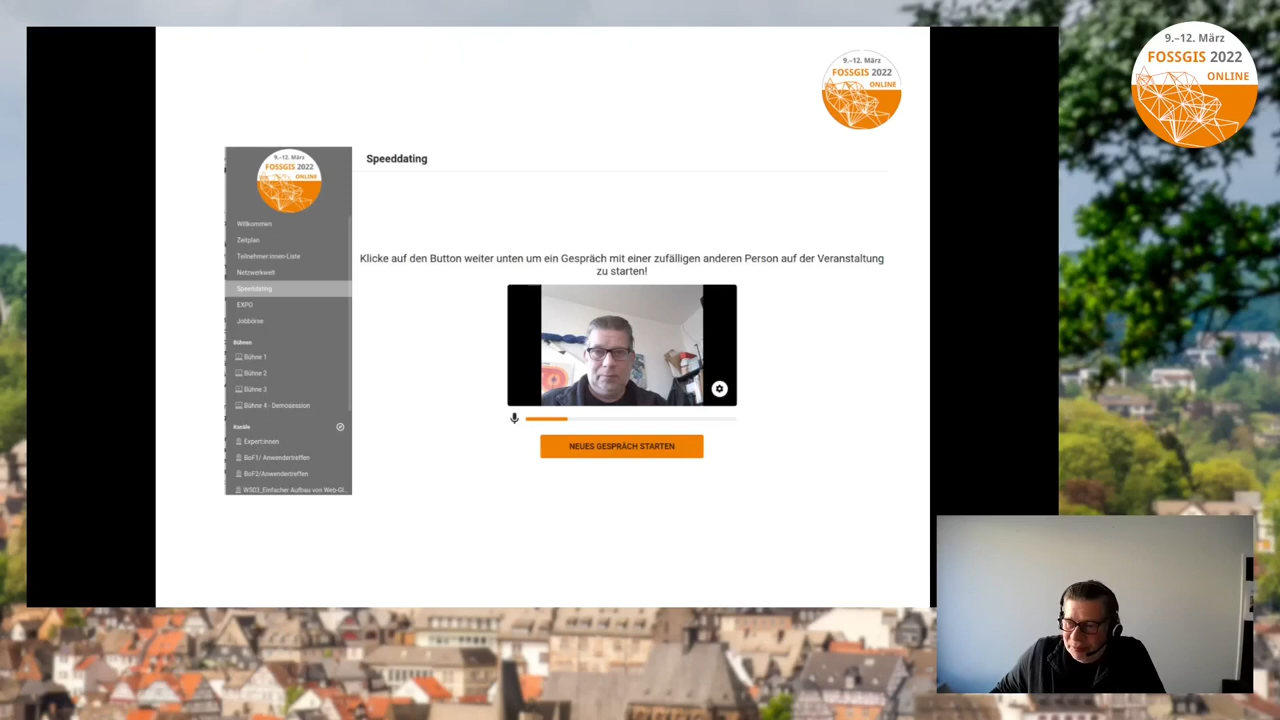 9.–12. März
FOSSGIS 2022
ONLINE
9.–12. März
FOSSGIS 2022
ONLINE
9.–12. März
FOSSGIS 2022
ONLINE
Speeddating
Willkommen
Zeitplan
Teilnehmer:innen-Liste
Netzwerkwelt
Speeddating
EXPO
Jobbörse
Bühnen
Bühne 1
Bühne 2
Bühne 3
Bühne 4 - Demosession
Kanäle
Expert:innen
BoF1/ Anwendertreffen
BoF2/Anwendertreffen
WS03_Einfacher Aufbau von Web-GI...
Klicke auf den Button weiter unten um ein Gespräch mit einer zufälligen anderen Person auf der Veranstaltung
zu starten!
NEUES GESPRÄCH STARTEN